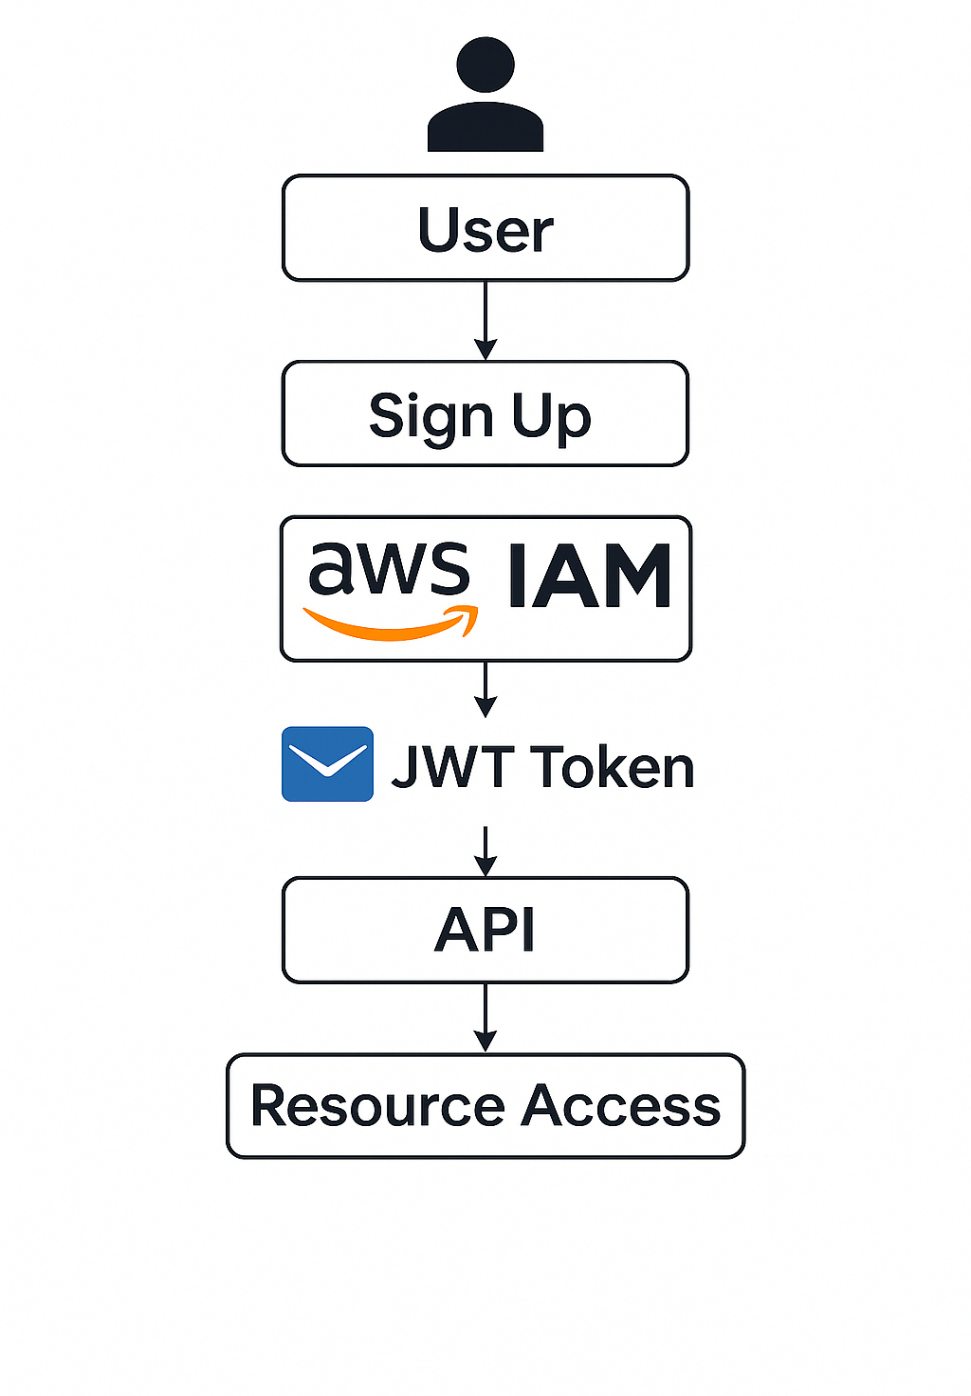 User
Sign Up
aws IAM
JWT Token
API
Resource Access